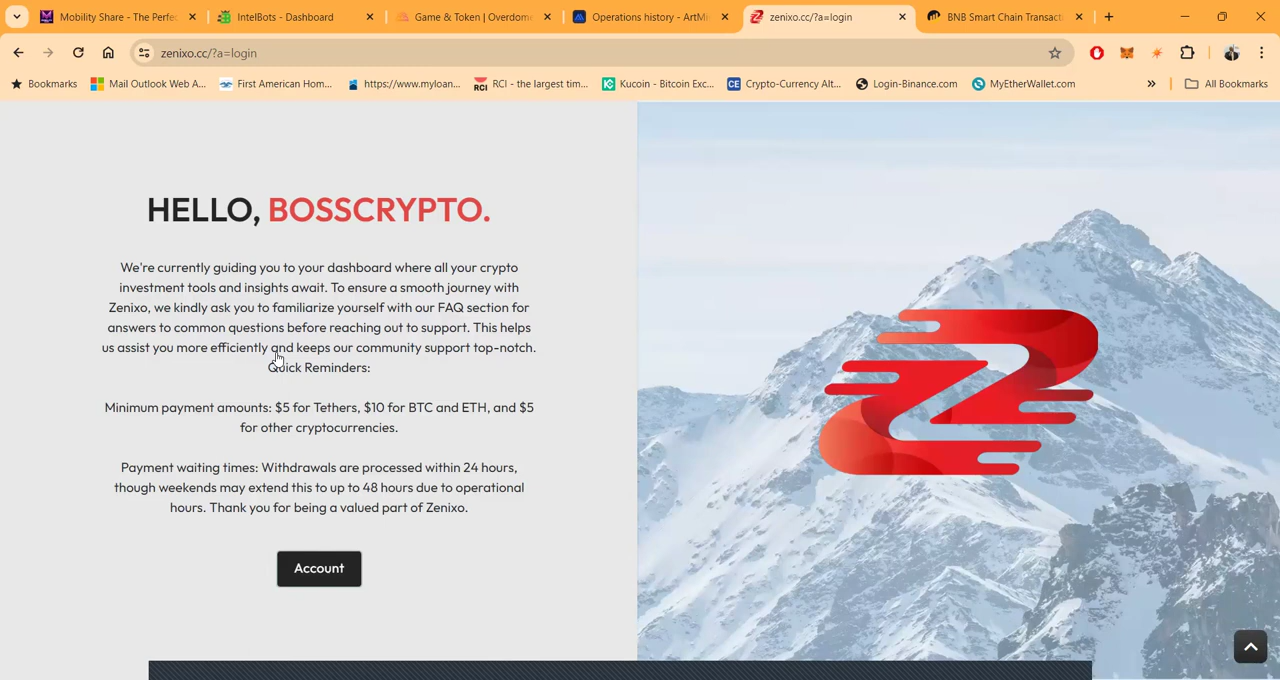 Mobility Share - The Perfec
IntelBots - Dashboard
Game & Token | Overdom
Operations history - ArtMi
zenixo.cc/?a=login
BNB Smart Chain Transacti
zenixo.cc/?a=login
Bookmarks
Mail Outlook Web A...
First American Hom...
https://www.myloan...
RCI - the largest tim...
Kucoin - Bitcoin Exc...
Crypto-Currency Alt...
Login-Binance.com
MyEtherWallet.com
All Bookmarks
HELLO, BOSSCRYPTO.
We're currently guiding you to your dashboard where all your crypto
investment tools and insights await. To ensure a smooth journey with
Zenixo, we kindly ask you to familiarize yourself with our FAQ section for
answers to common questions before reaching out to support. This helps
us assist you more efficiently and keeps our community support top-notch.
Quick Reminders:
Minimum payment amounts: $5 for Tethers, $10 for BTC and ETH, and $5
for other cryptocurrencies.
Payment waiting times: Withdrawals are processed within 24 hours,
though weekends may extend this to up to 48 hours due to operational
hours. Thank you for being a valued part of Zenixo.
Account